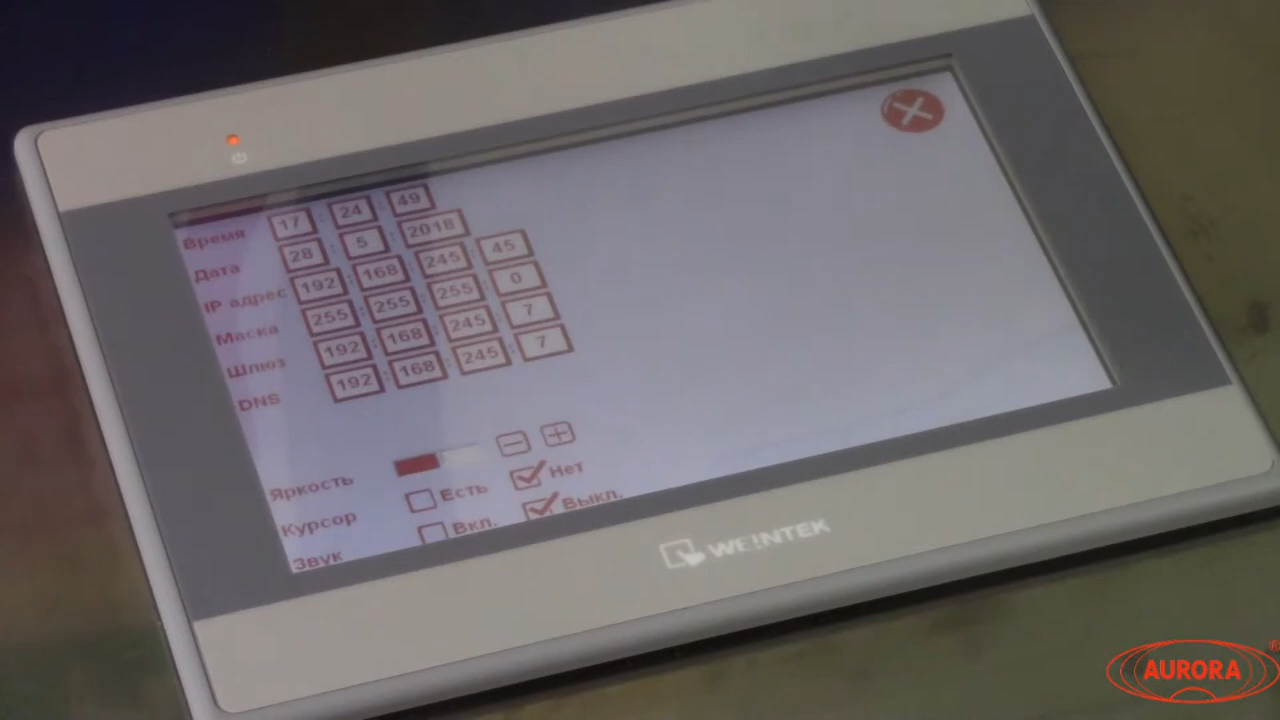 Время 17 : 24 : 49
Дата 28 : 5 : 2018
IP адрес 192 : 168 : 245 : 45
Маска 255 : 255 : 255 : 0
Шлюз 192 : 168 : 245 : 7
DNS 192 : 168 : 245 : 7
Яркость
Курсор Есть Нет
Звук Вкл. Выкл.
WEINTEK
AURORA ®